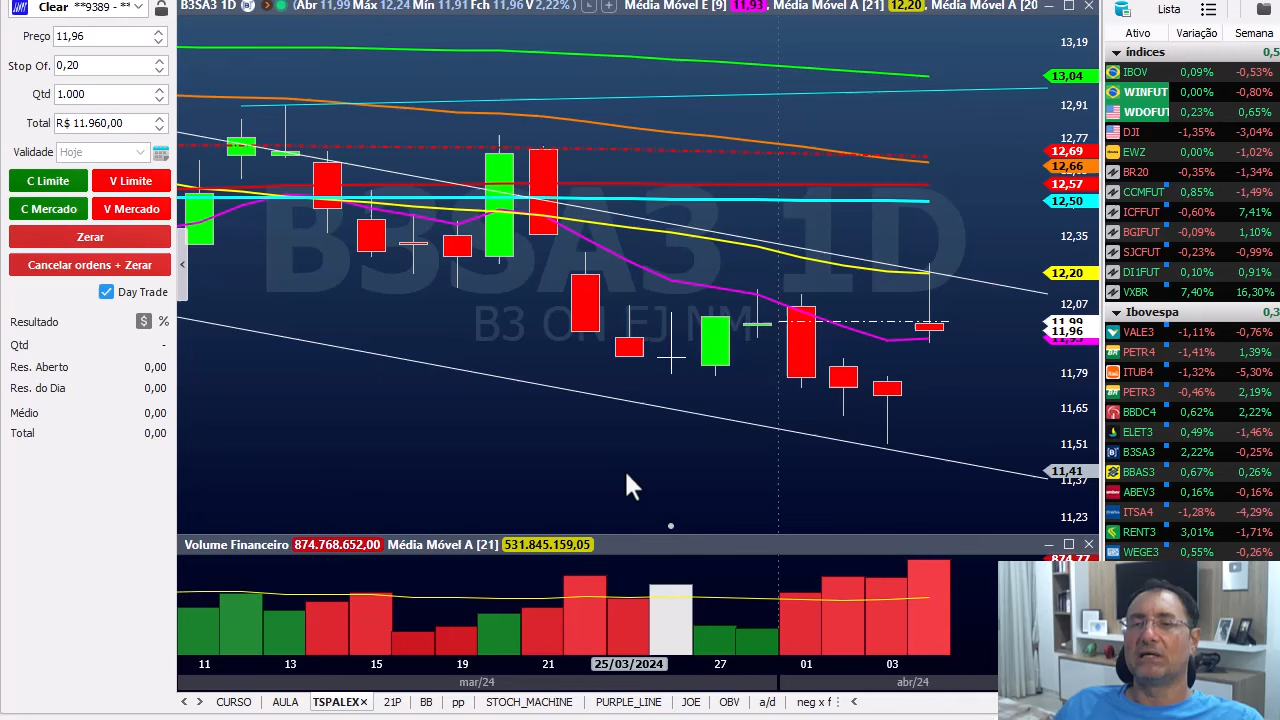 Clear **9389 - **
Preço 11,96
Stop Of. 0,20
Qtd 1.000
Total R$ 11.960,00
Validade Hoje
C Limite V Limite
C Mercado V Mercado
Zerar
Cancelar ordens + Zerar
Day Trade
Resultado $ %
Qtd -
Res. Aberto 0,00
Res. do Dia 0,00
Médio 0,00
Total 0,00
B3SA3 1D (Abr 11,99 Máx 12,24 Mín 11,91 Fch 11,96 V 2,22%) Média Móvel E [9] 11,93 Média Móvel A [21] 12,20 Média Móvel A [20
B3SA3 1D
B3 ON EJ NM
13,19
13,04
12,91
12,77
12,69
12,66
12,57
12,50
12,35
12,20
12,07
11,99
11,96
11,79
11,65
11,51
11,41
11,37
11,23
Volume Financeiro 874.768.652,00 Média Móvel A [21] 531.845.159,05
874,77
11 13 15 19 21 25/03/2024 27 01 03
mar/24 abr/24
CURSO AULA TSPALEX× 21P BB pp STOCH_MACHINE PURPLE_LINE JOE OBV a/d neg x f
Lista
Ativo Variação Semana
índices 0,5
IBOV 0,09% -0,53%
WINFUT 0,00% -0,80%
WDOFUT 0,23% 0,65%
DJI -1,35% -3,04%
EWZ 0,00% -1,02%
BR20 -0,35% -1,34%
CCMFUT 0,85% -1,49%
ICFFUT -0,60% 7,41%
BGIFUT -0,09% 1,10%
SJCFUT -0,23% -0,99%
DI1FUT 0,10% 0,91%
VXBR 7,40% 16,30%
Ibovespa 0,3
VALE3 -1,11% -0,76%
PETR4 -1,41% 1,39%
ITUB4 -1,32% -5,30%
PETR3 -0,46% 2,19%
BBDC4 0,62% 2,22%
ELET3 0,49% -1,46%
B3SA3 2,22% -0,25%
BBAS3 0,67% 0,26%
ABEV3 0,16% -0,16%
ITSA4 -1,28% -4,29%
RENT3 3,01% -1,71%
WEGE3 0,55% -0,26%